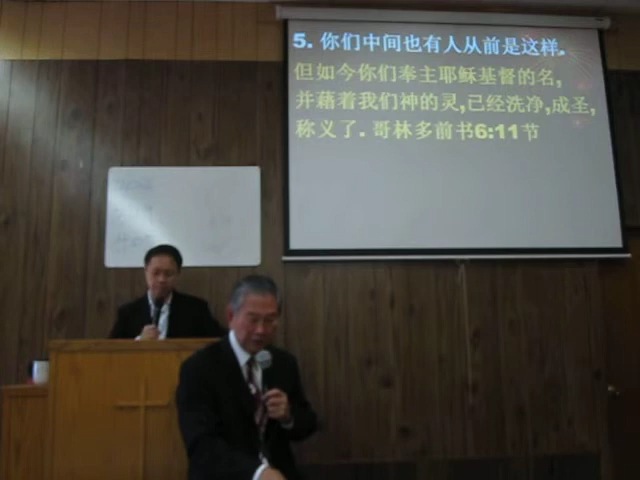 5. 你们中间也有人从前是这样.
但如今你们奉主耶稣基督的名,
并藉着我们神的灵,已经洗净,成圣,
称义了. 哥林多前书6:11节